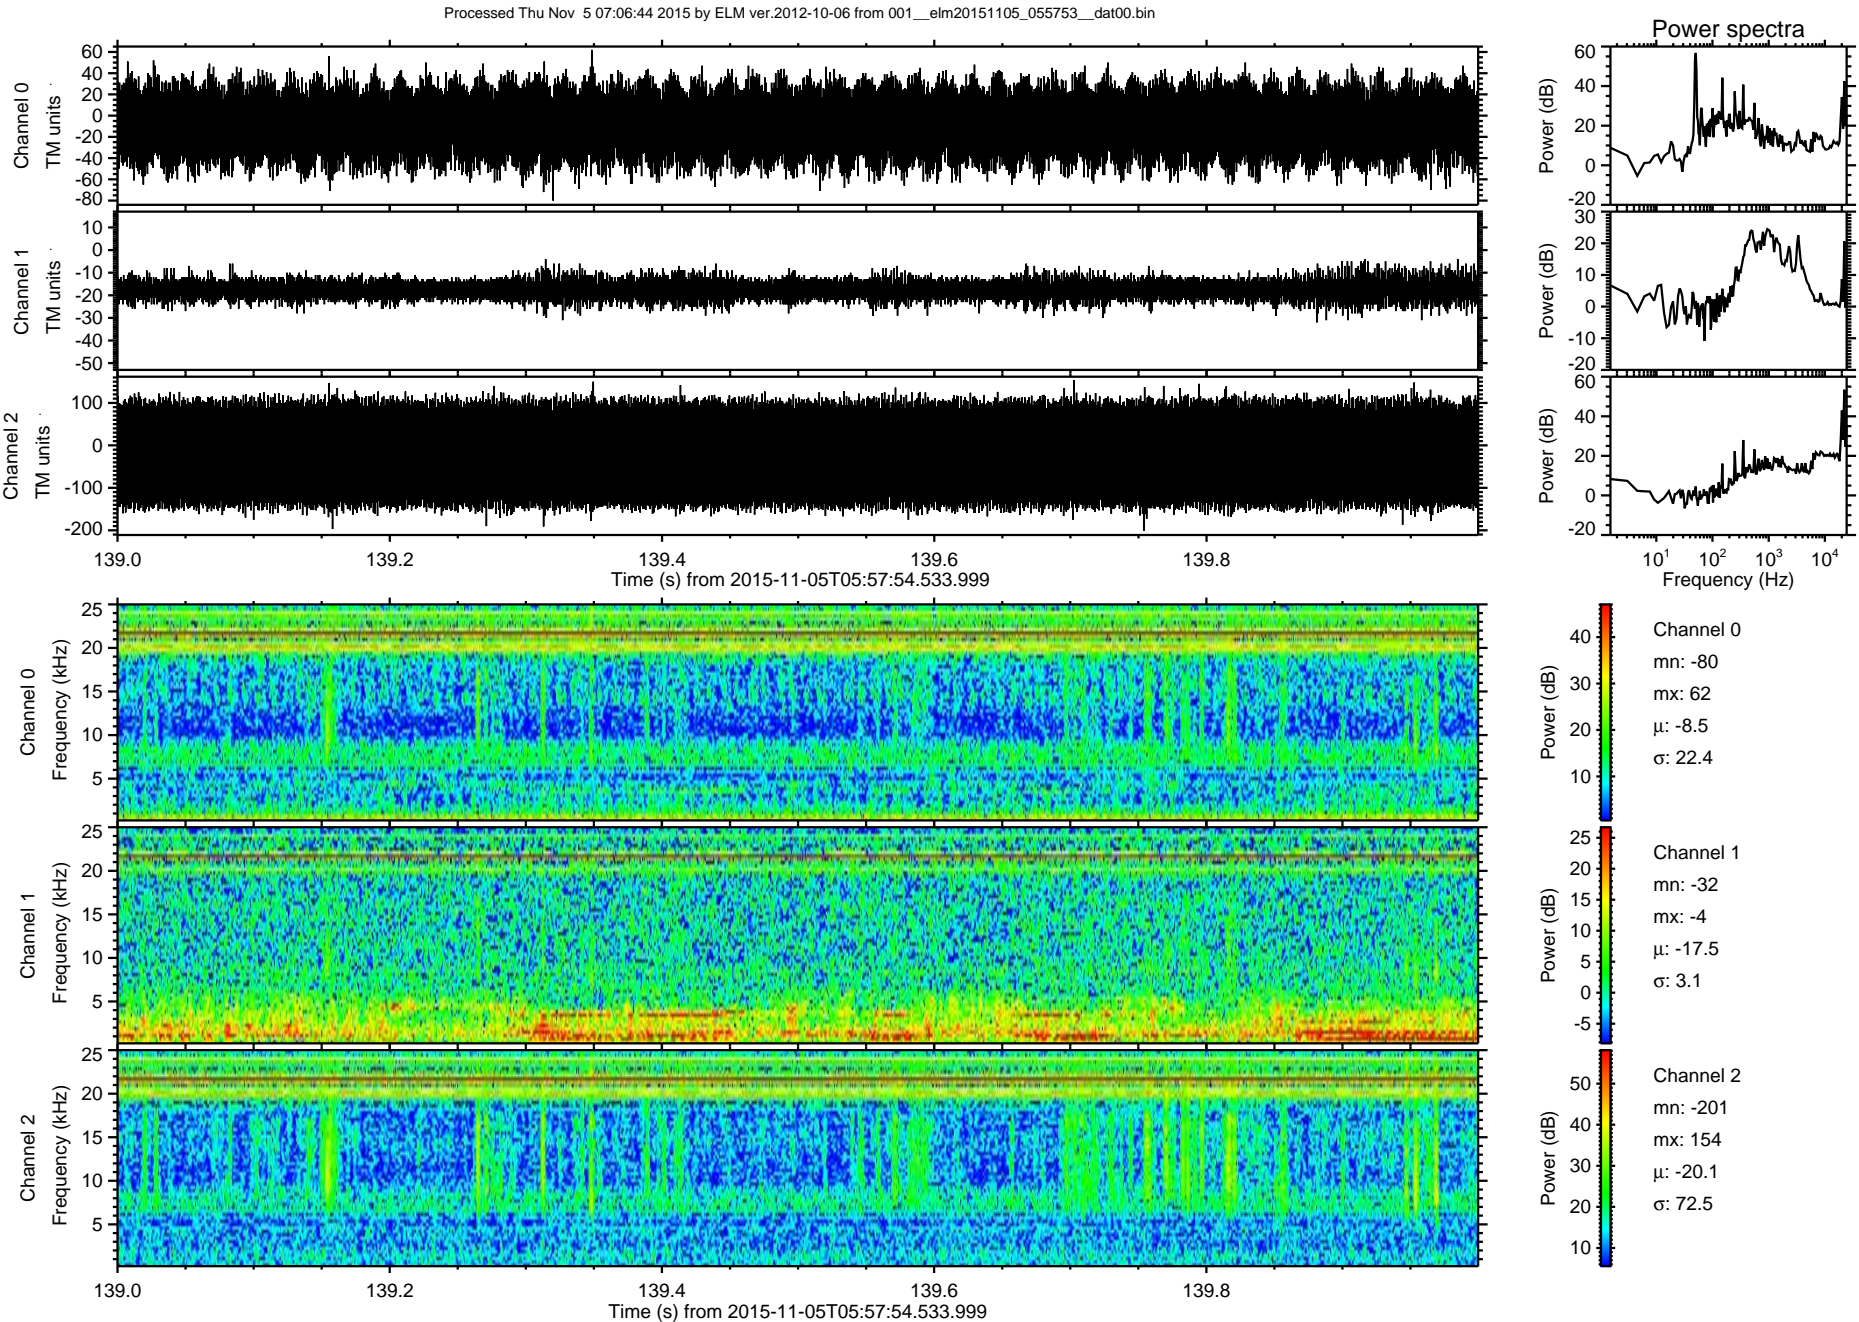 Processed Thu Nov  5 07:06:44 2015 by ELM ver.2012-10-06 from 001__elm20151105_055753__dat00.bin
Power spectra
Channel 0
TM units
60
40
20
0
-20
-40
-60
-80
Power (dB)
60
40
20
0
-20
Channel 1
TM units
10
0
-10
-20
-30
-40
-50
Power (dB)
30
20
10
0
-10
-20
Channel 2
TM units
100
0
-100
-200
Power (dB)
60
40
20
0
-20
139.0 139.2 139.4 139.6 139.8
Time (s) from 2015-11-05T05:57:54.533.999
10¹ 10² 10³ 10⁴
Frequency (Hz)
Channel 0
Frequency (kHz)
25
20
15
10
5
Power (dB)
40
30
20
10
Channel 0
mn: -80
mx: 62
μ: -8.5
σ: 22.4
Channel 1
Frequency (kHz)
25
20
15
10
5
Power (dB)
25
20
15
10
5
0
-5
Channel 1
mn: -32
mx: -4
μ: -17.5
σ: 3.1
Channel 2
Frequency (kHz)
25
20
15
10
5
Power (dB)
50
40
30
20
10
Channel 2
mn: -201
mx: 154
μ: -20.1
σ: 72.5
139.0 139.2 139.4 139.6 139.8
Time (s) from 2015-11-05T05:57:54.533.999